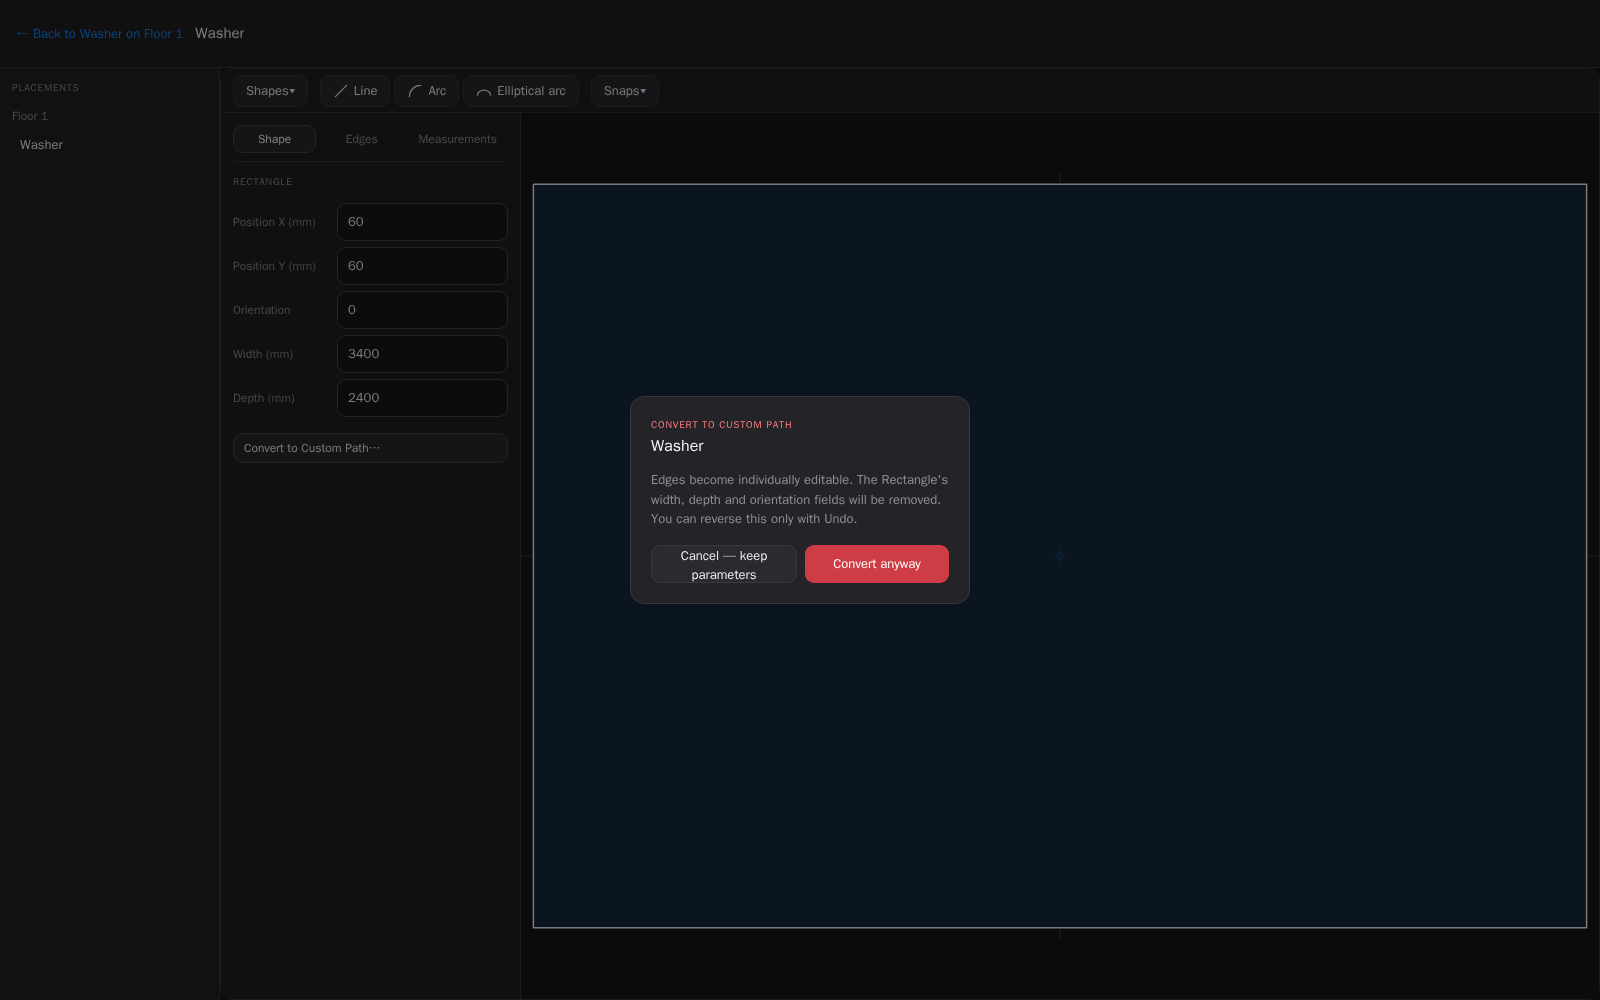 ← Back to Washer on Floor 1 Washer
PLACEMENTS
Floor 1
Washer
Shapes▾ Line Arc Elliptical arc Snaps▾
Shape Edges Measurements
RECTANGLE
Position X (mm) 60
Position Y (mm) 60
Orientation 0
Width (mm) 3400
Depth (mm) 2400
Convert to Custom Path···
CONVERT TO CUSTOM PATH
Washer
Edges become individually editable. The Rectangle's
width, depth and orientation fields will be removed.
You can reverse this only with Undo.
Cancel — keep
parameters
Convert anyway